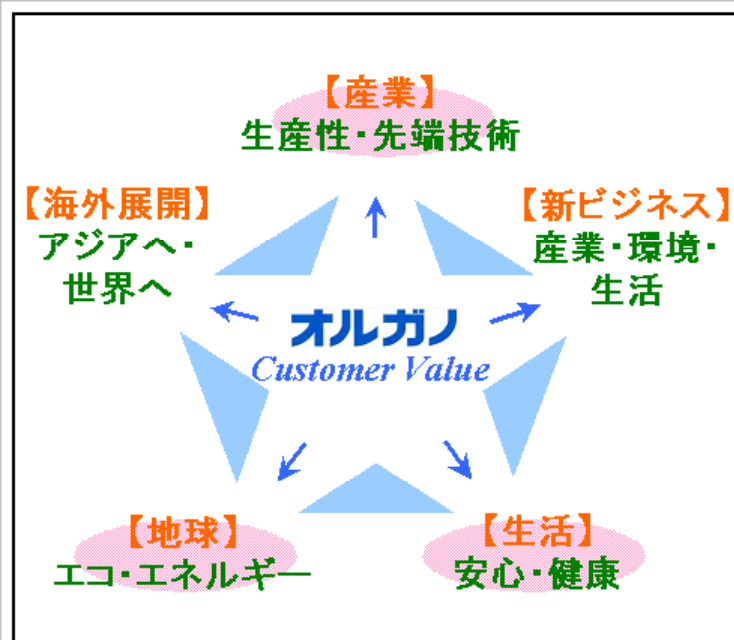 【産業】
生産性・先端技術
【海外展開】
アジアへ・
世界へ
【新ビジネス】
産業・環境・
生活
オルガノ
Customer Value
【地球】
エコ・エネルギー
【生活】
安心・健康